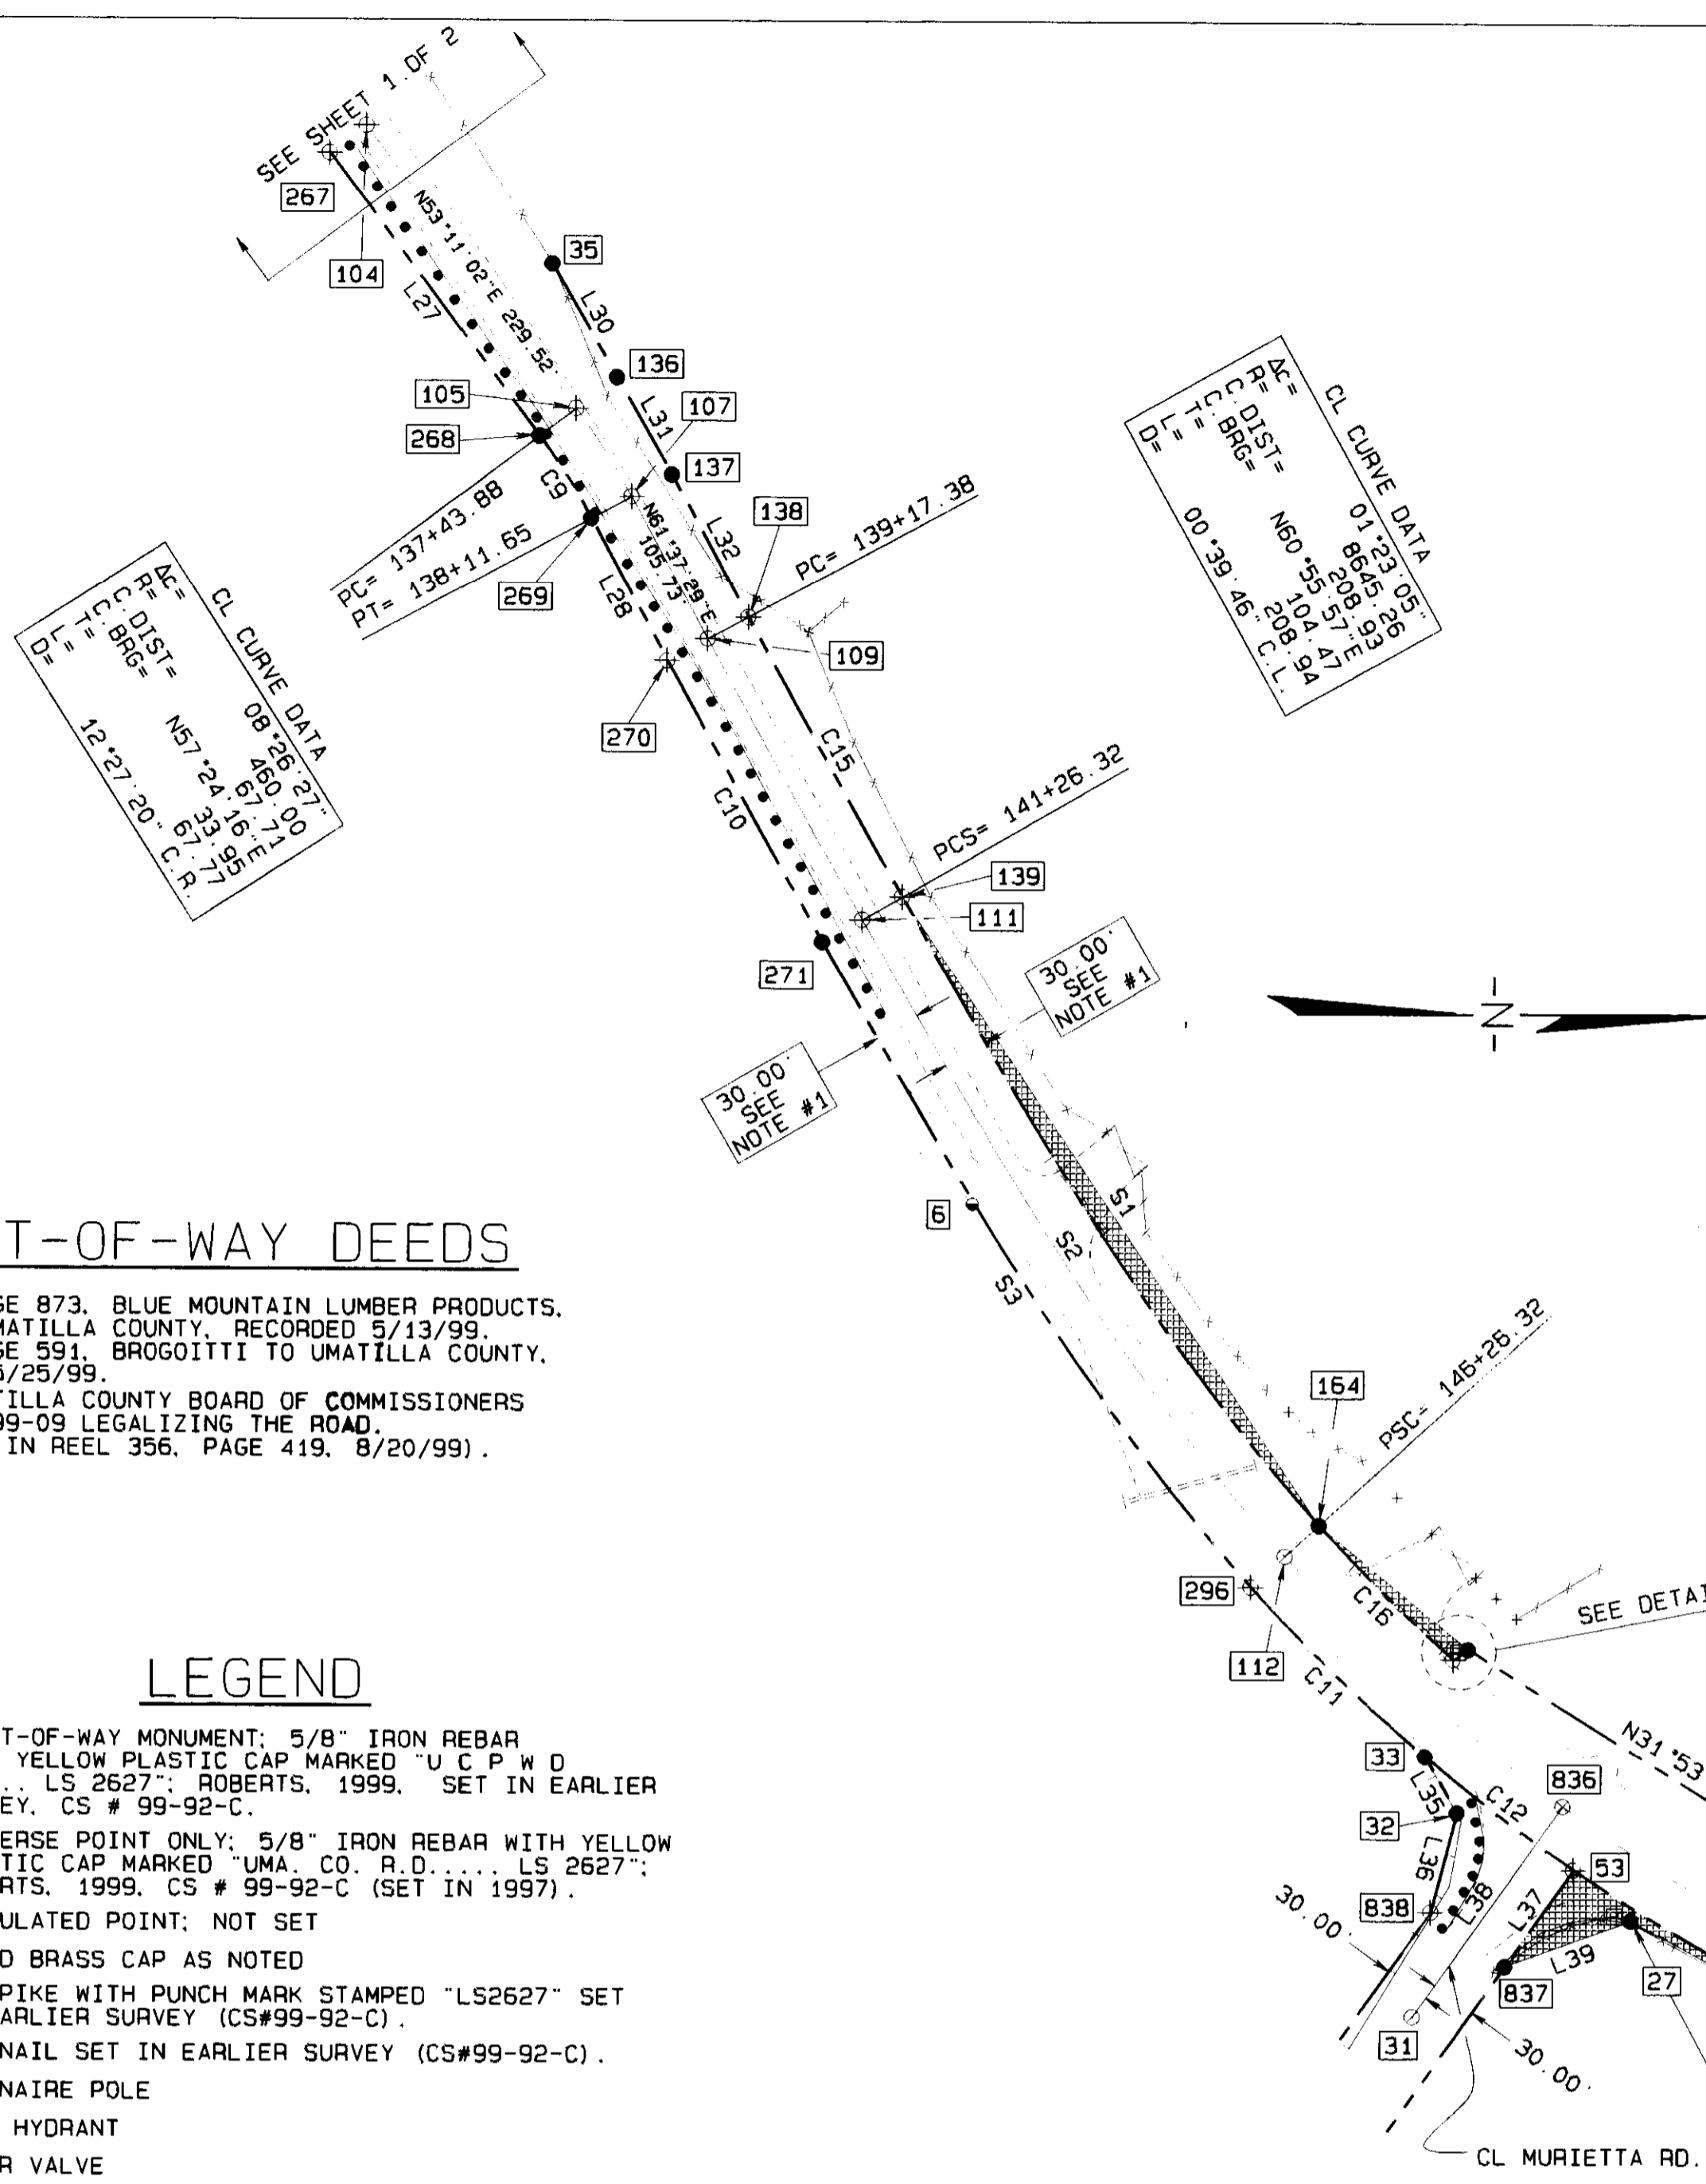 SEE SHEET 1 OF 2
267
104
35
N53°11'02"E 229.52'
L27
L30
136
105
107
268
L31
137
C9
L32
138
PC= 139+17.38
PC= 137+43.88
PT= 138+11.65
N61°37'29"E
105.73'
269
L28
109
270
C15
C10
PCS= 141+26.32
139
111
271
CL CURVE DATA
ΔC= 08°26'27"
R= 460.00
C. DIST= 67.71
C. BRG= N57°24'16"E
T= 33.95
L= 67.77
D= 12°27'20" C.R.
CL CURVE DATA
ΔC= 01°23'05"
R= 8645.26
C. DIST= 208.93
C. BRG= N60°55'57"E
T= 104.47
L= 208.94
D= 00°39'46" C.L.
30.00'
SEE
NOTE #1
30.00'
SEE
NOTE #1
N
6
S1
S2
S3
T-OF-WAY DEEDS
GE 873, BLUE MOUNTAIN LUMBER PRODUCTS,
MATILLA COUNTY, RECORDED 5/13/99.
GE 591, BROGOITTI TO UMATILLA COUNTY,
5/25/99.
TILLA COUNTY BOARD OF COMMISSIONERS
99-09 LEGALIZING THE ROAD.
IN REEL 356, PAGE 419, 8/20/99).
164
PSC= 146+26.32
296
112
C16
C11
SEE DETAI
N31°53
33
L35
32
C12
836
L36
838
L38
L37
53
L39
27
837
31
30.00'
30.00'
CL MURIETTA RD.
LEGEND
T-OF-WAY MONUMENT; 5/8" IRON REBAR
YELLOW PLASTIC CAP MARKED "U C P W D
.. LS 2627"; ROBERTS, 1999. SET IN EARLIER
EY, CS # 99-92-C.
ERSE POINT ONLY; 5/8" IRON REBAR WITH YELLOW
TIC CAP MARKED "UMA. CO. R.D..... LS 2627";
RTS, 1999, CS # 99-92-C (SET IN 1997).
ULATED POINT; NOT SET
D BRASS CAP AS NOTED
PIKE WITH PUNCH MARK STAMPED "LS2627" SET
ARLIER SURVEY (CS#99-92-C).
NAIL SET IN EARLIER SURVEY (CS#99-92-C).
NAIRE POLE
HYDRANT
R VALVE